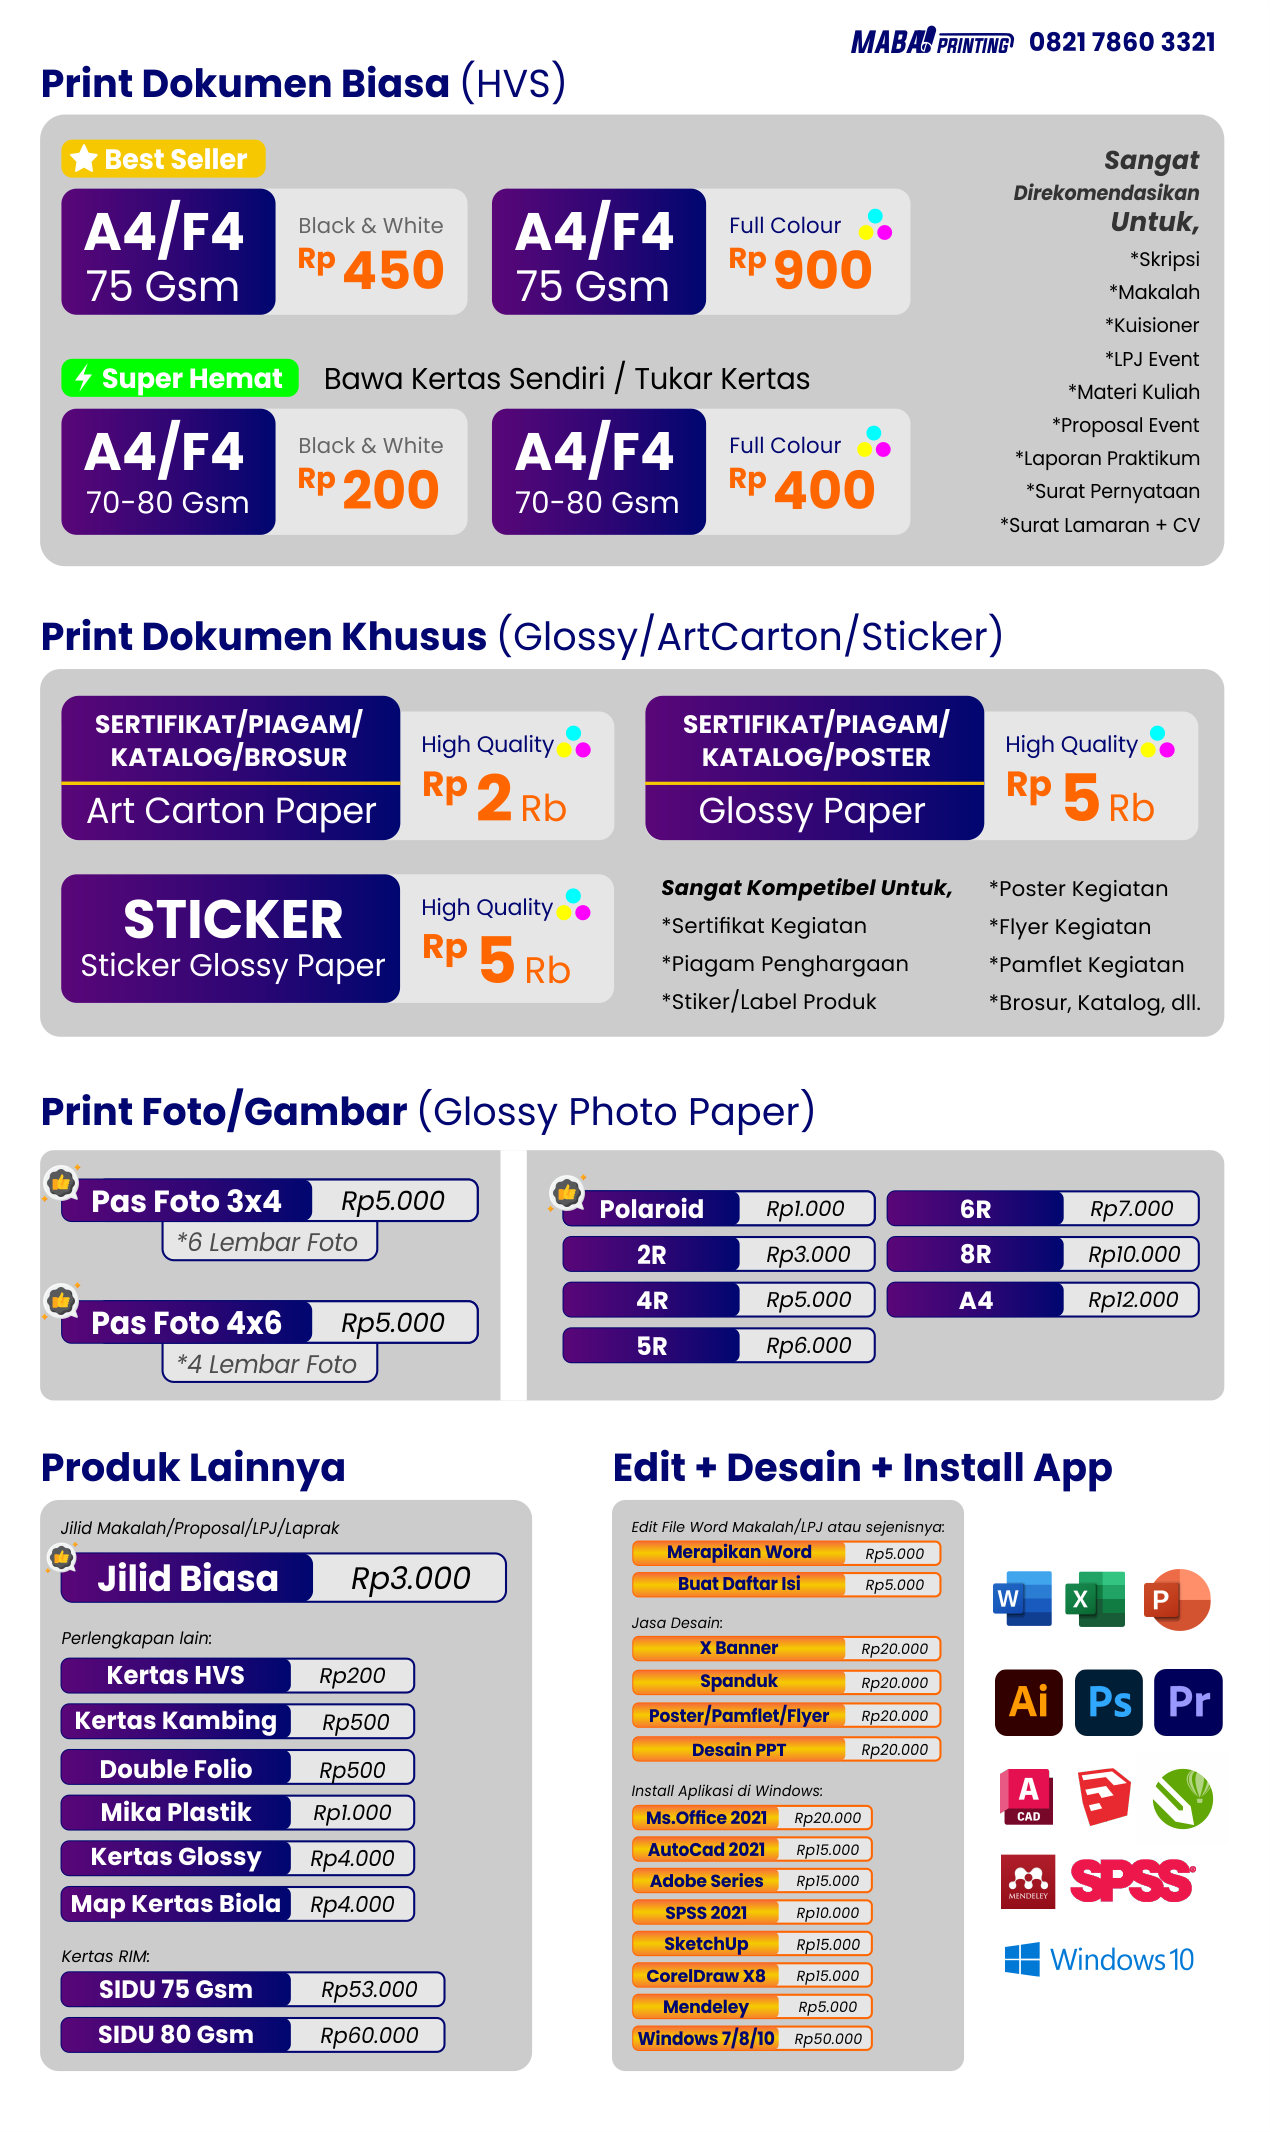 MABA! PRINTING 0821 7860 3321
Print Dokumen Biasa (HVS)
Best Seller
A4/F4
75 Gsm
Black & White
Rp 450
A4/F4
75 Gsm
Full Colour
Rp 900
Super Hemat
Bawa Kertas Sendiri / Tukar Kertas
A4/F4
70-80 Gsm
Black & White
Rp 200
A4/F4
70-80 Gsm
Full Colour
Rp 400
Sangat
Direkomendasikan
Untuk,
*Skripsi
*Makalah
*Kuisioner
*LPJ Event
*Materi Kuliah
*Proposal Event
*Laporan Praktikum
*Surat Pernyataan
*Surat Lamaran + CV
Print Dokumen Khusus (Glossy/ArtCarton/Sticker)
SERTIFIKAT/PIAGAM/
KATALOG/BROSUR
Art Carton Paper
High Quality
Rp 2 Rb
SERTIFIKAT/PIAGAM/
KATALOG/POSTER
Glossy Paper
High Quality
Rp 5 Rb
STICKER
Sticker Glossy Paper
High Quality
Rp 5 Rb
Sangat Kompetibel Untuk,
*Sertifikat Kegiatan
*Piagam Penghargaan
*Stiker/Label Produk
*Poster Kegiatan
*Flyer Kegiatan
*Pamflet Kegiatan
*Brosur, Katalog, dll.
Print Foto/Gambar (Glossy Photo Paper)
Pas Foto 3x4 Rp5.000
*6 Lembar Foto
Pas Foto 4x6 Rp5.000
*4 Lembar Foto
Polaroid Rp1.000
2R Rp3.000
4R Rp5.000
5R Rp6.000
6R Rp7.000
8R Rp10.000
A4 Rp12.000
Produk Lainnya
Jilid Makalah/Proposal/LPJ/Laprak
Jilid Biasa Rp3.000
Perlengkapan lain:
Kertas HVS Rp200
Kertas Kambing Rp500
Double Folio Rp500
Mika Plastik Rp1.000
Kertas Glossy Rp4.000
Map Kertas Biola Rp4.000
Kertas RIM:
SIDU 75 Gsm Rp53.000
SIDU 80 Gsm Rp60.000
Edit + Desain + Install App
Edit File Word Makalah/LPJ atau sejenisnya:
Merapikan Word Rp5.000
Buat Daftar Isi Rp5.000
Jasa Desain:
X Banner Rp20.000
Spanduk Rp20.000
Poster/Pamflet/Flyer Rp20.000
Desain PPT Rp20.000
Install Aplikasi di Windows:
Ms.Office 2021 Rp20.000
AutoCad 2021 Rp15.000
Adobe Series Rp15.000
SPSS 2021 Rp10.000
SketchUp Rp15.000
CorelDraw X8 Rp15.000
Mendeley Rp5.000
Windows 7/8/10 Rp50.000
W X P
Ai Ps Pr
A
CAD
MENDELEY
SPSS®
Windows 10